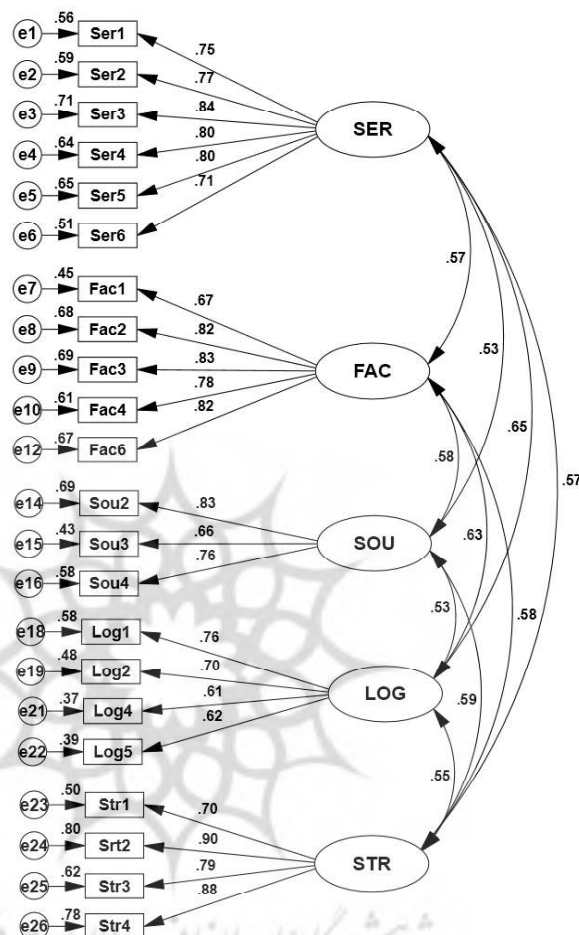 .56
e1 Ser1 .75
.59
e2 Ser2 .77
.71
e3 Ser3 .84
SER
.64
e4 Ser4 .80
.65
e5 Ser5 .80
.51
e6 Ser6 .71
.57
.45
e7 Fac1 .67
.68
e8 Fac2 .82
.53
.69
e9 Fac3 .83
FAC
.61
e10 Fac4 .78
.65
.67
e12 Fac6 .82
.58
.57
.69
e14 Sou2 .83
.43
e15 Sou3 .66
SOU
.63
.58
e16 Sou4 .76
.53
.58
.58
e18 Log1 .76
.48
e19 Log2 .70
LOG
.59
.37
e21 Log4 .61
.39
e22 Log5 .62
.55
.50
e23 Str1 .70
.80
e24 Srt2 .90
STR
.62
e25 Str3 .79
.78
e26 Str4 .88